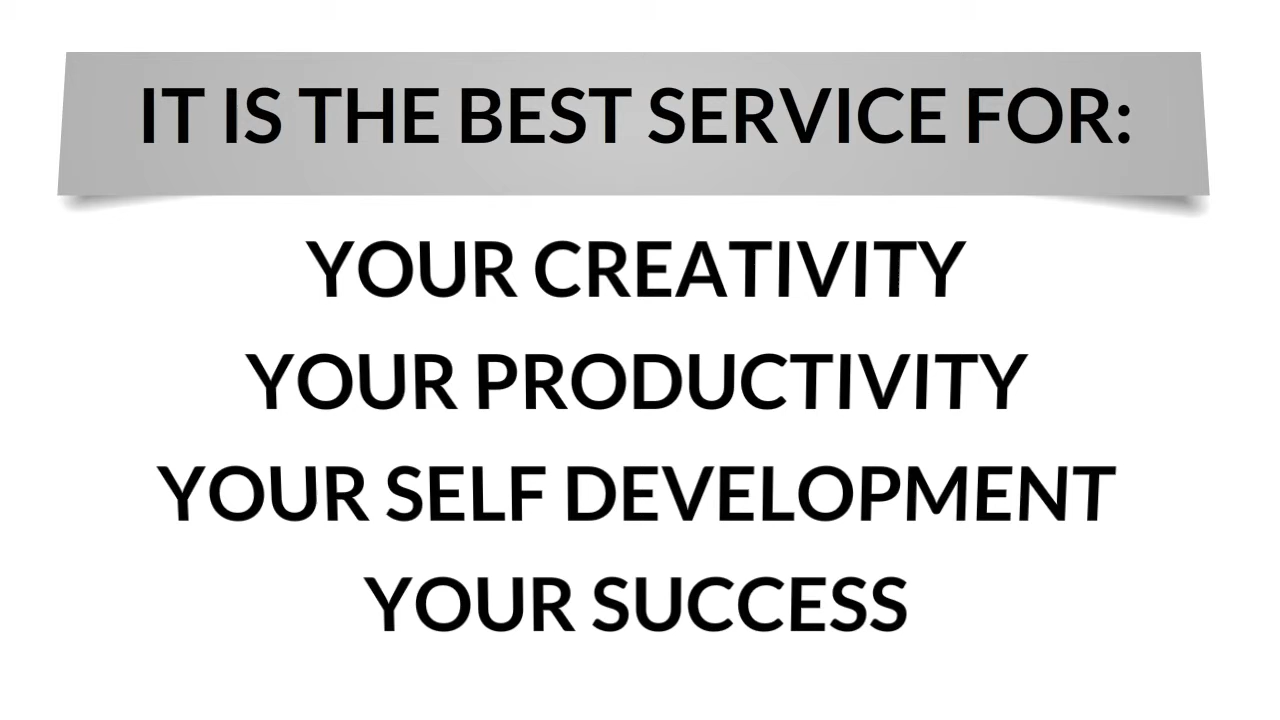 IT IS THE BEST SERVICE FOR:
YOUR CREATIVITY
YOUR PRODUCTIVITY
YOUR SELF DEVELOPMENT
YOUR SUCCESS